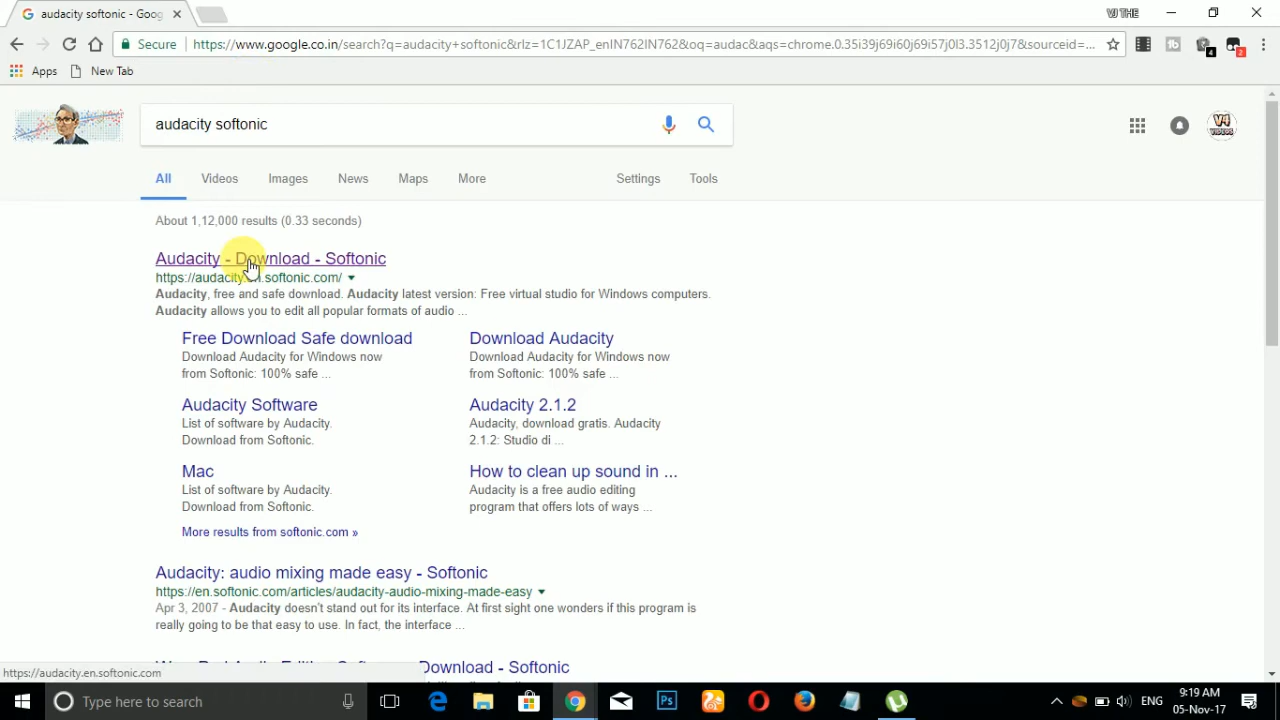 audacity softonic - Goog
VJ THE
Secure
https://www.google.co.in/search?q=audacity+softonic&rlz=1C1JZAP_enIN762IN762&oq=audac&aqs=chrome.0.35i39j69i60j69i57j0l3.3512j0j7&sourceid=...
4
2
Apps
New Tab
audacity softonic
V4
VIDEOS
All
Videos
Images
News
Maps
More
Settings
Tools
About 1,12,000 results (0.33 seconds)
Audacity - Download - Softonic
https://audacity.en.softonic.com/
Audacity, free and safe download. Audacity latest version: Free virtual studio for Windows computers.
Audacity allows you to edit all popular formats of audio ...
Free Download Safe download
Download Audacity for Windows now
from Softonic: 100% safe ...
Download Audacity
Download Audacity for Windows now
from Softonic: 100% safe ...
Audacity Software
List of software by Audacity.
Download from Softonic.
Audacity 2.1.2
Audacity, download gratis. Audacity
2.1.2: Studio di ...
Mac
List of software by Audacity.
Download from Softonic.
How to clean up sound in ...
Audacity is a free audio editing
program that offers lots of ways ...
More results from softonic.com »
Audacity: audio mixing made easy - Softonic
https://en.softonic.com/articles/audacity-audio-mixing-made-easy
Apr 3, 2007 - Audacity doesn't stand out for its interface. At first sight one wonders if this program is
really going to be that easy to use. In fact, the interface ...
Download - Softonic
https://audacity.en.softonic.com
Type here to search
Ps
ENG
9:19 AM
05-Nov-17